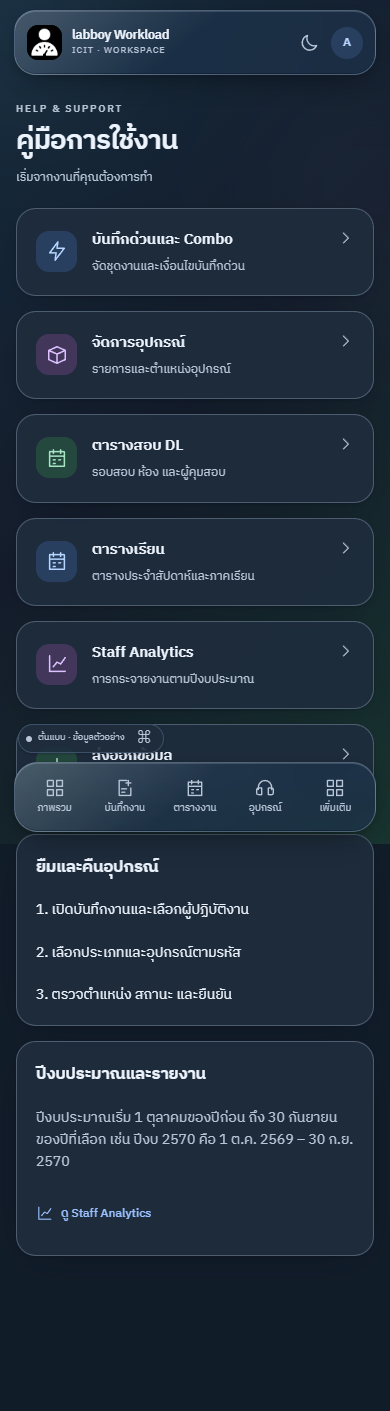 labboy Workload
ICIT · WORKSPACE
A
HELP & SUPPORT
คู่มือการใช้งาน
เริ่มจากงานที่คุณต้องการทำ
บันทึกด่วนและ Combo
จัดชุดงานและเงื่อนไขบันทึกด่วน
จัดการอุปกรณ์
รายการและตำแหน่งอุปกรณ์
ตารางสอบ DL
รอบสอบ ห้อง และผู้คุมสอบ
ตารางเรียน
ตารางประจำสัปดาห์และภาคเรียน
Staff Analytics
การกระจายงานตามปีงบประมาณ
ต้นแบบ · ข้อมูลตัวอย่าง ⌘
ส่งออกข้อมูล
ภาพรวม
บันทึกงาน
ตารางงาน
อุปกรณ์
เพิ่มเติม
ยืมและคืนอุปกรณ์
1. เปิดบันทึกงานและเลือกผู้ปฏิบัติงาน
2. เลือกประเภทและอุปกรณ์ตามรหัส
3. ตรวจตำแหน่ง สถานะ และยืนยัน
ปีงบประมาณและรายงาน
ปีงบประมาณเริ่ม 1 ตุลาคมของปีก่อน ถึง 30 กันยายน
ของปีที่เลือก เช่น ปีงบ 2570 คือ 1 ต.ค. 2569 – 30 ก.ย.
2570
ดู Staff Analytics